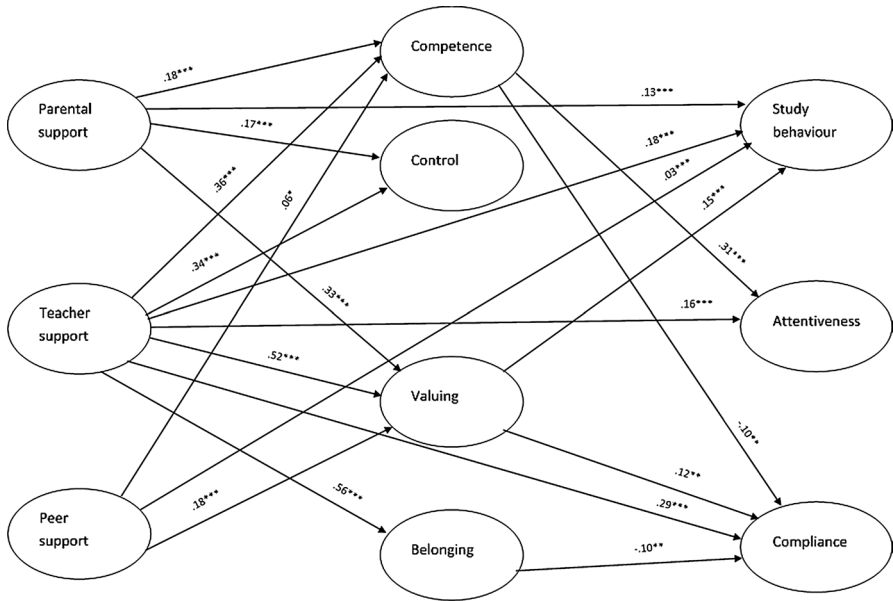 Competence
.18***
Parental
support
.13***
Study
behaviour
.17***
.18***
Control
.36***
.06*
.03***
.15***
.34***
.31***
.33***
Teacher
support
.16***
Attentiveness
.52***
Valuing
-.10**
.12**
.18***
.56***
.29***
Peer
support
Belonging
-.10**
Compliance